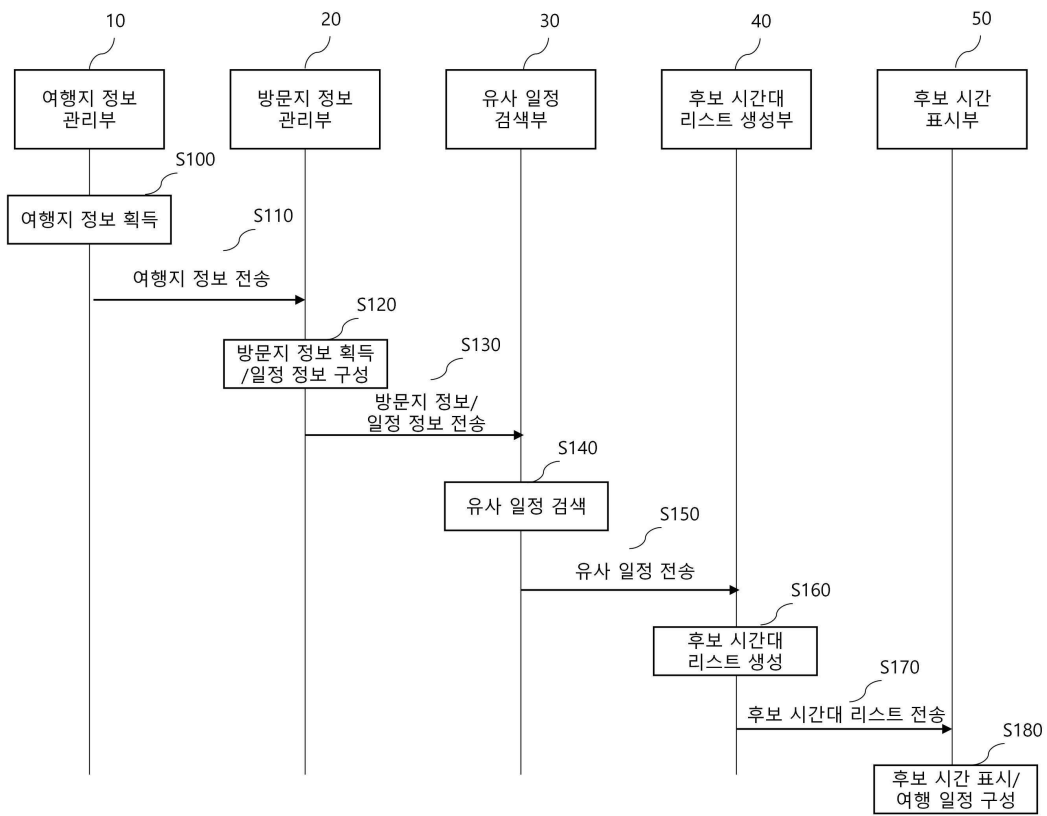 10
20
30
40
50
여행지 정보
관리부
방문지 정보
관리부
유사 일정
검색부
후보 시간대
리스트 생성부
후보 시간
표시부
S100
여행지 정보 획득
S110
여행지 정보 전송
S120
방문지 정보 획득
/일정 정보 구성
S130
방문지 정보/
일정 정보 전송
S140
유사 일정 검색
S150
유사 일정 전송
S160
후보 시간대
리스트 생성
S170
후보 시간대 리스트 전송
S180
후보 시간 표시/
여행 일정 구성